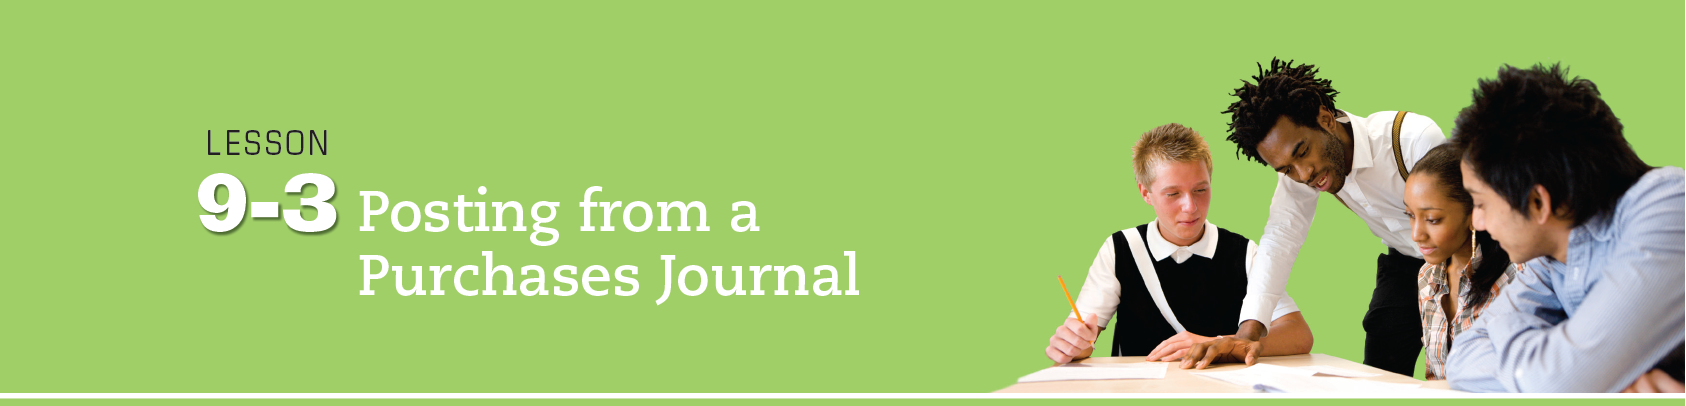 LESSON
9-3 Posting from a
Purchases Journal